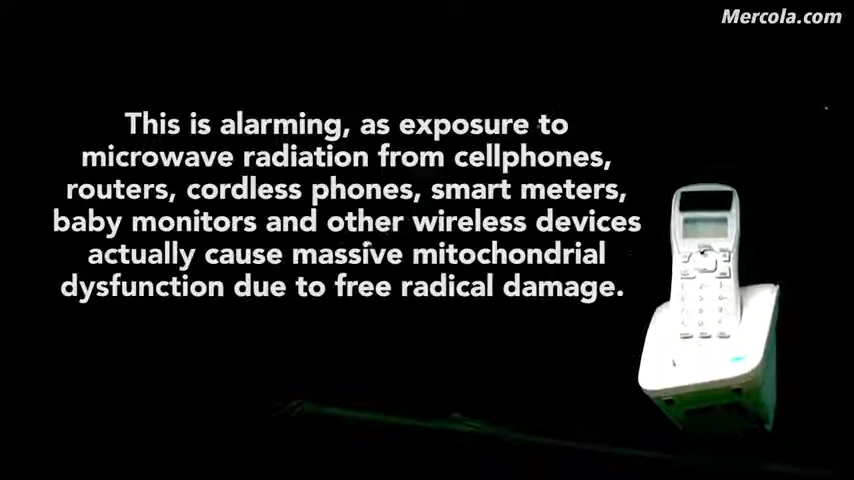 Mercola.com
This is alarming, as exposure to
microwave radiation from cellphones,
routers, cordless phones, smart meters,
baby monitors and other wireless devices
actually cause massive mitochondrial
dysfunction due to free radical damage.